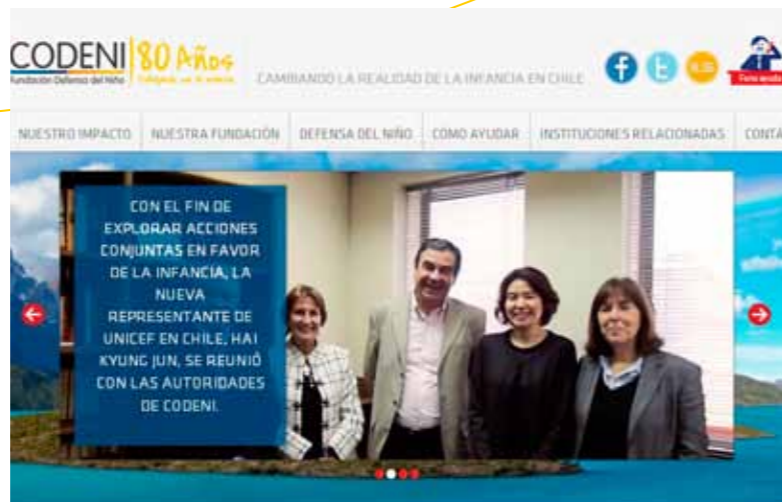 CODENI 80 Años
Fundación Defensa del Niño
CAMBIANDO LA REALIDAD DE LA INFANCIA EN CHILE
NUESTRO IMPACTO NUESTRA FUNDACIÓN DEFENSA DEL NIÑO COMO AYUDAR INSTITUCIONES RELACIONADAS CONTA
CON EL FIN DE
EXPLORAR ACCIONES
CONJUNTAS EN FAVOR
DE LA INFANCIA, LA
NUEVA
REPRESENTANTE DE
UNICEF EN CHILE, HAI
KYUNG JUN, SE REUNIÓ
CON LAS AUTORIDADES
DE CODENI.